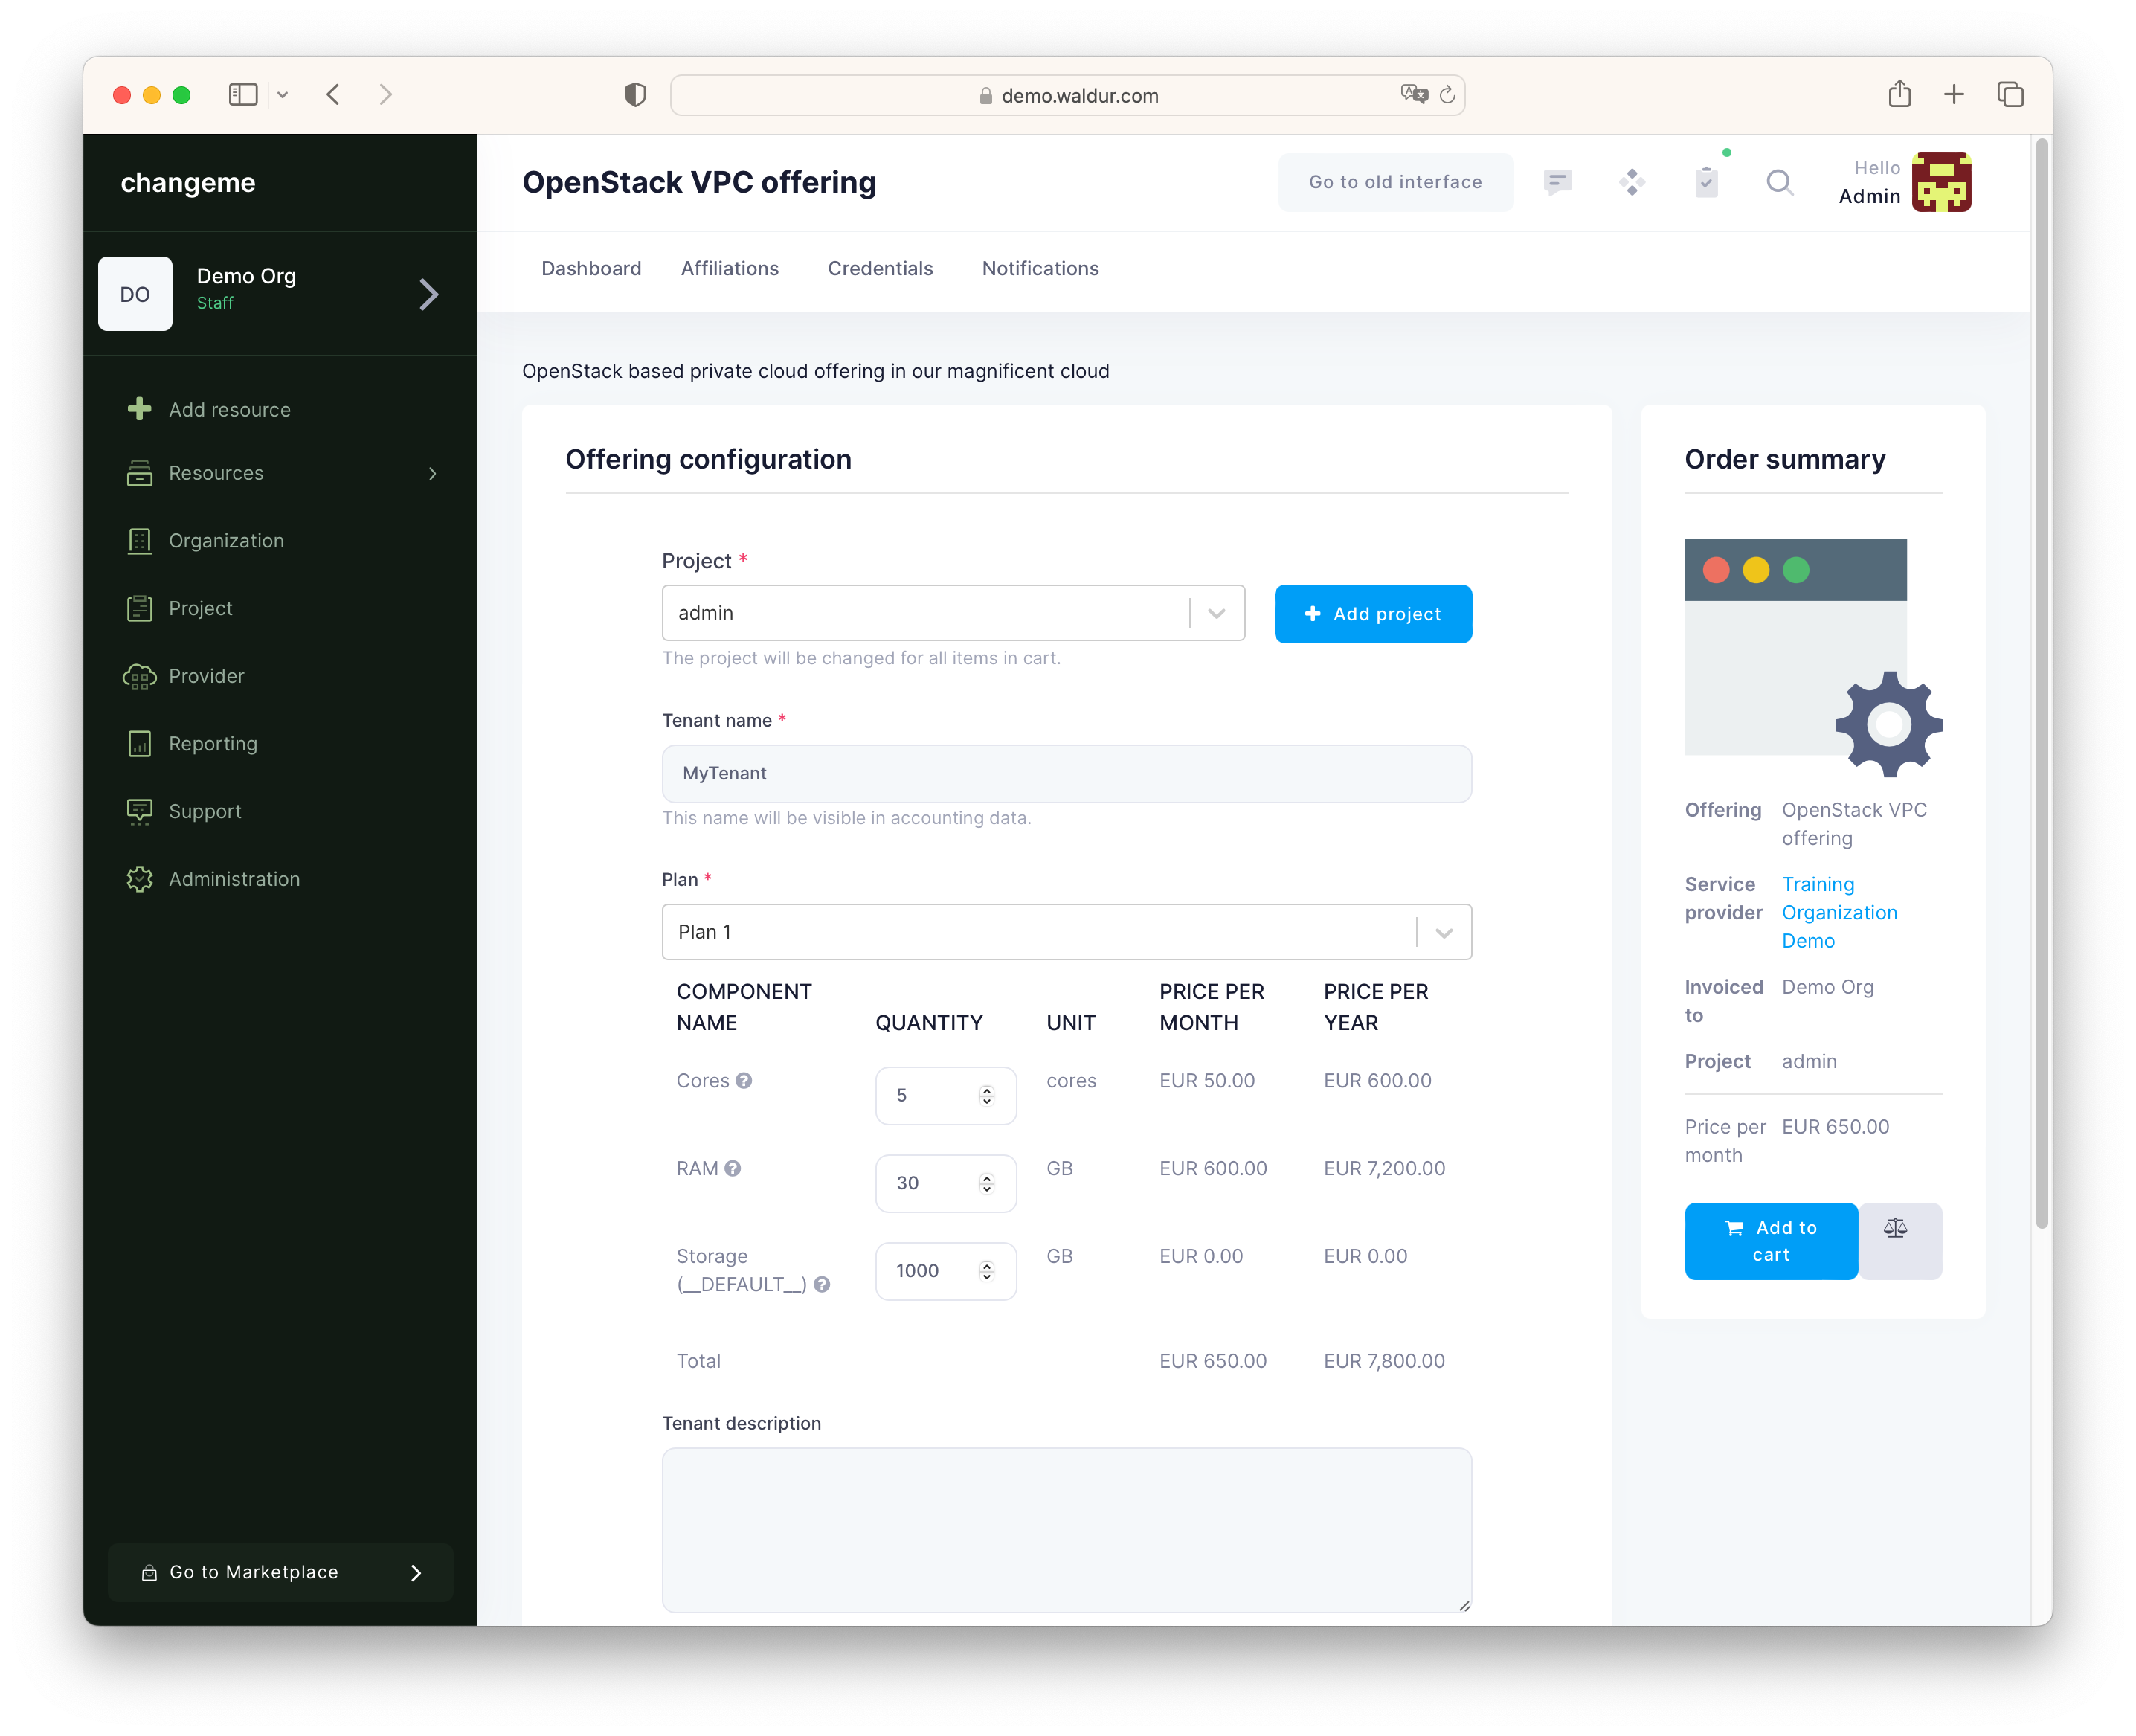 demo.waldur.com
changeme
OpenStack VPC offering
Go to old interface
Hello
Admin
DO
Demo Org
Staff
Dashboard
Affiliations
Credentials
Notifications
Add resource
Resources
Organization
Project
Provider
Reporting
Support
Administration
Go to Marketplace
OpenStack based private cloud offering in our magnificent cloud
Offering configuration
Project *
admin
Add project
The project will be changed for all items in cart.
Tenant name *
MyTenant
This name will be visible in accounting data.
Plan *
Plan 1
COMPONENT NAME QUANTITY UNIT PRICE PER MONTH PRICE PER YEAR
Cores 5 cores EUR 50.00 EUR 600.00
RAM 30 GB EUR 600.00 EUR 7,200.00
Storage (__DEFAULT__) 1000 GB EUR 0.00 EUR 0.00
Total EUR 650.00 EUR 7,800.00
Tenant description
Order summary
Offering OpenStack VPC
offering
Service provider Training
Organization
Demo
Invoiced to Demo Org
Project admin
Price per month EUR 650.00
Add to
cart